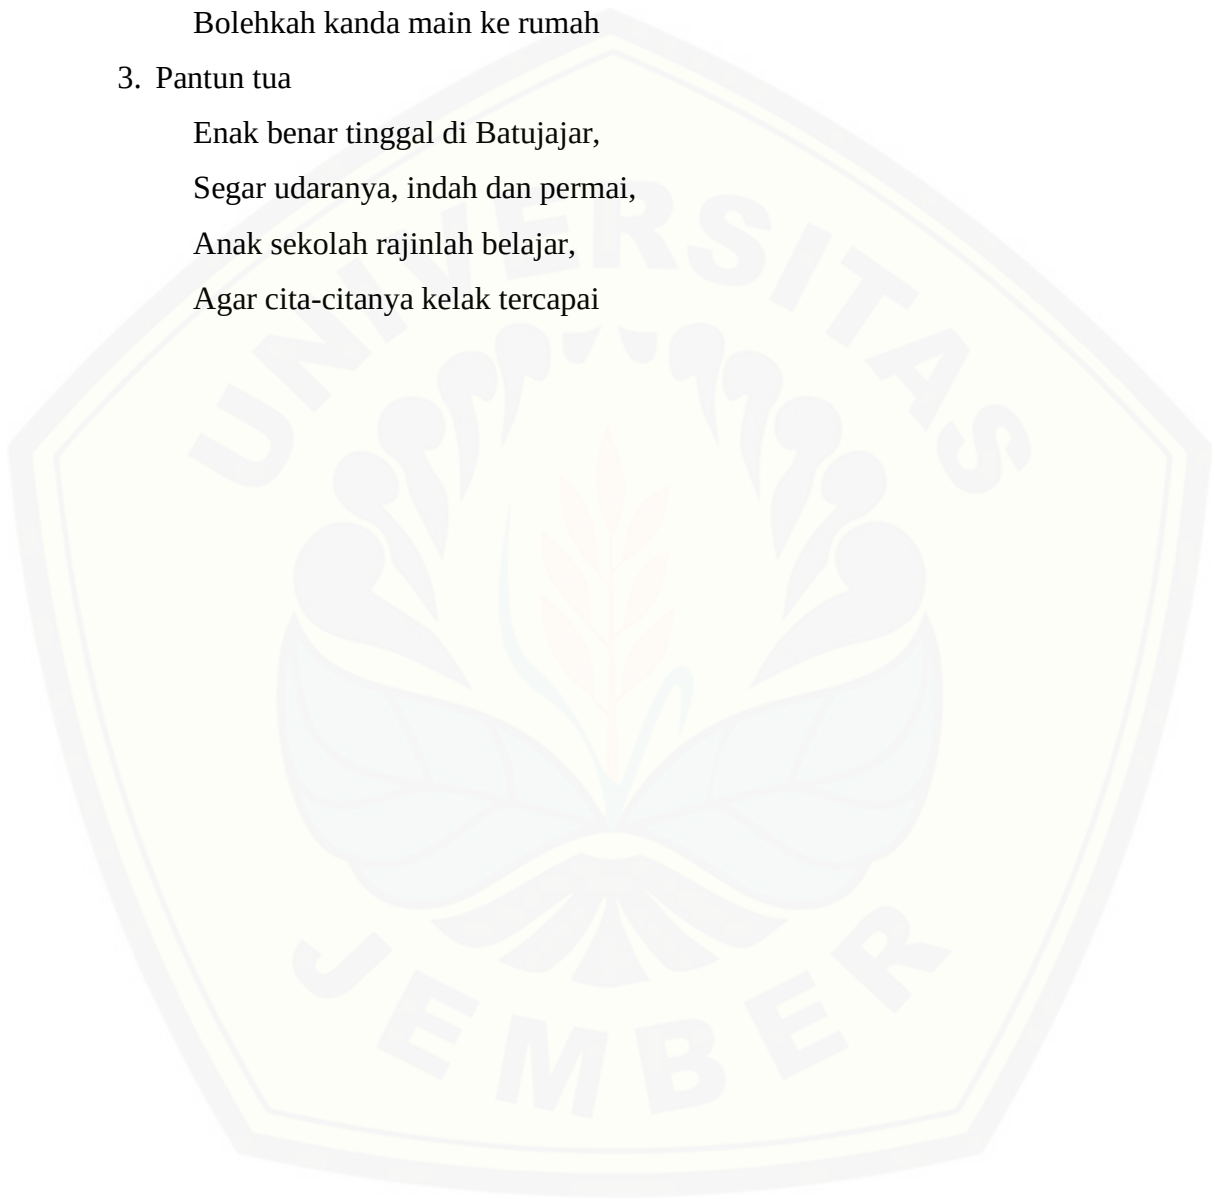 Bolehkah kanda main ke rumah
3. Pantun tua
Enak benar tinggal di Batujajar,
Segar udaranya, indah dan permai,
Anak sekolah rajinlah belajar,
Agar cita-citanya kelak tercapai
UNIVERSITAS
JEMBER